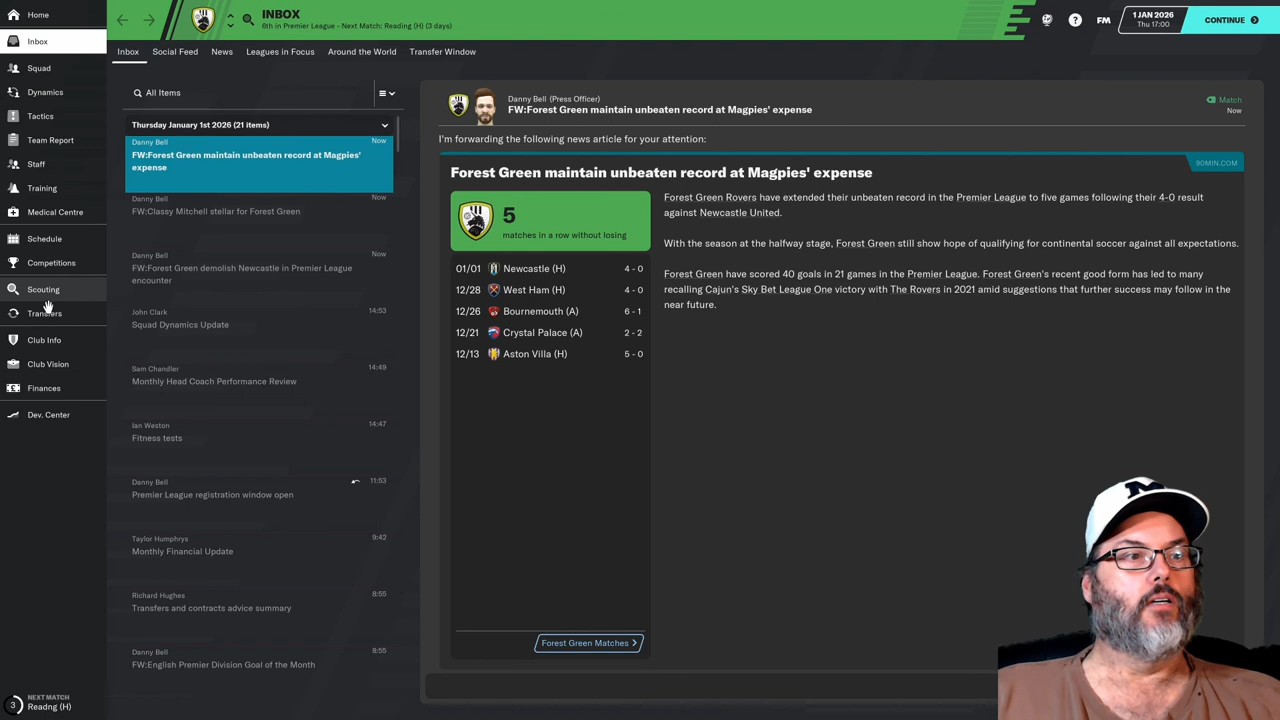 Home
Inbox
Squad
Dynamics
Tactics
Team Report
Staff
Training
Medical Centre
Schedule
Competitions
Scouting
Transfers
Club Info
Club Vision
Finances
Dev. Center
3
NEXT MATCH
Readng (H)
INBOX
6th in Premier League - Next Match: Reading (H) (3 days)
?
FM
1 JAN 2026
Thu 17:00
CONTINUE
Inbox
Social Feed
News
Leagues in Focus
Around the World
Transfer Window
All Items
Thursday January 1st 2026 (21 items)
Danny Bell
Now
FW:Forest Green maintain unbeaten record at Magpies'
expense
Danny Bell
Now
FW:Classy Mitchell stellar for Forest Green
Danny Bell
Now
FW:Forest Green demolish Newcastle in Premier League
encounter
John Clark
14:53
Squad Dynamics Update
Sam Chandler
14:49
Monthly Head Coach Performance Review
Ian Weston
14:47
Fitness tests
Danny Bell
11:53
Premier League registration window open
Taylor Humphrys
9:42
Monthly Financial Update
Richard Hughes
8:55
Transfers and contracts advice summary
Danny Bell
8:55
FW:English Premier Division Goal of the Month
Danny Bell (Press Officer)
FW:Forest Green maintain unbeaten record at Magpies' expense
Match
Now
I'm forwarding the following news article for your attention:
90MIN.COM
Forest Green maintain unbeaten record at Magpies' expense
5
matches in a row without losing
01/01 Newcastle (H) 4 - 0
12/28 West Ham (H) 4 - 0
12/26 Bournemouth (A) 6 - 1
12/21 Crystal Palace (A) 2 - 2
12/13 Aston Villa (H) 5 - 0
Forest Green Matches
Forest Green Rovers have extended their unbeaten record in the Premier League to five games following their 4-0 result
against Newcastle United.
With the season at the halfway stage, Forest Green still show hope of qualifying for continental soccer against all expectations.
Forest Green have scored 40 goals in 21 games in the Premier League. Forest Green's recent good form has led to many
recalling Cajun's Sky Bet League One victory with The Rovers in 2021 amid suggestions that further success may follow in the
near future.
M